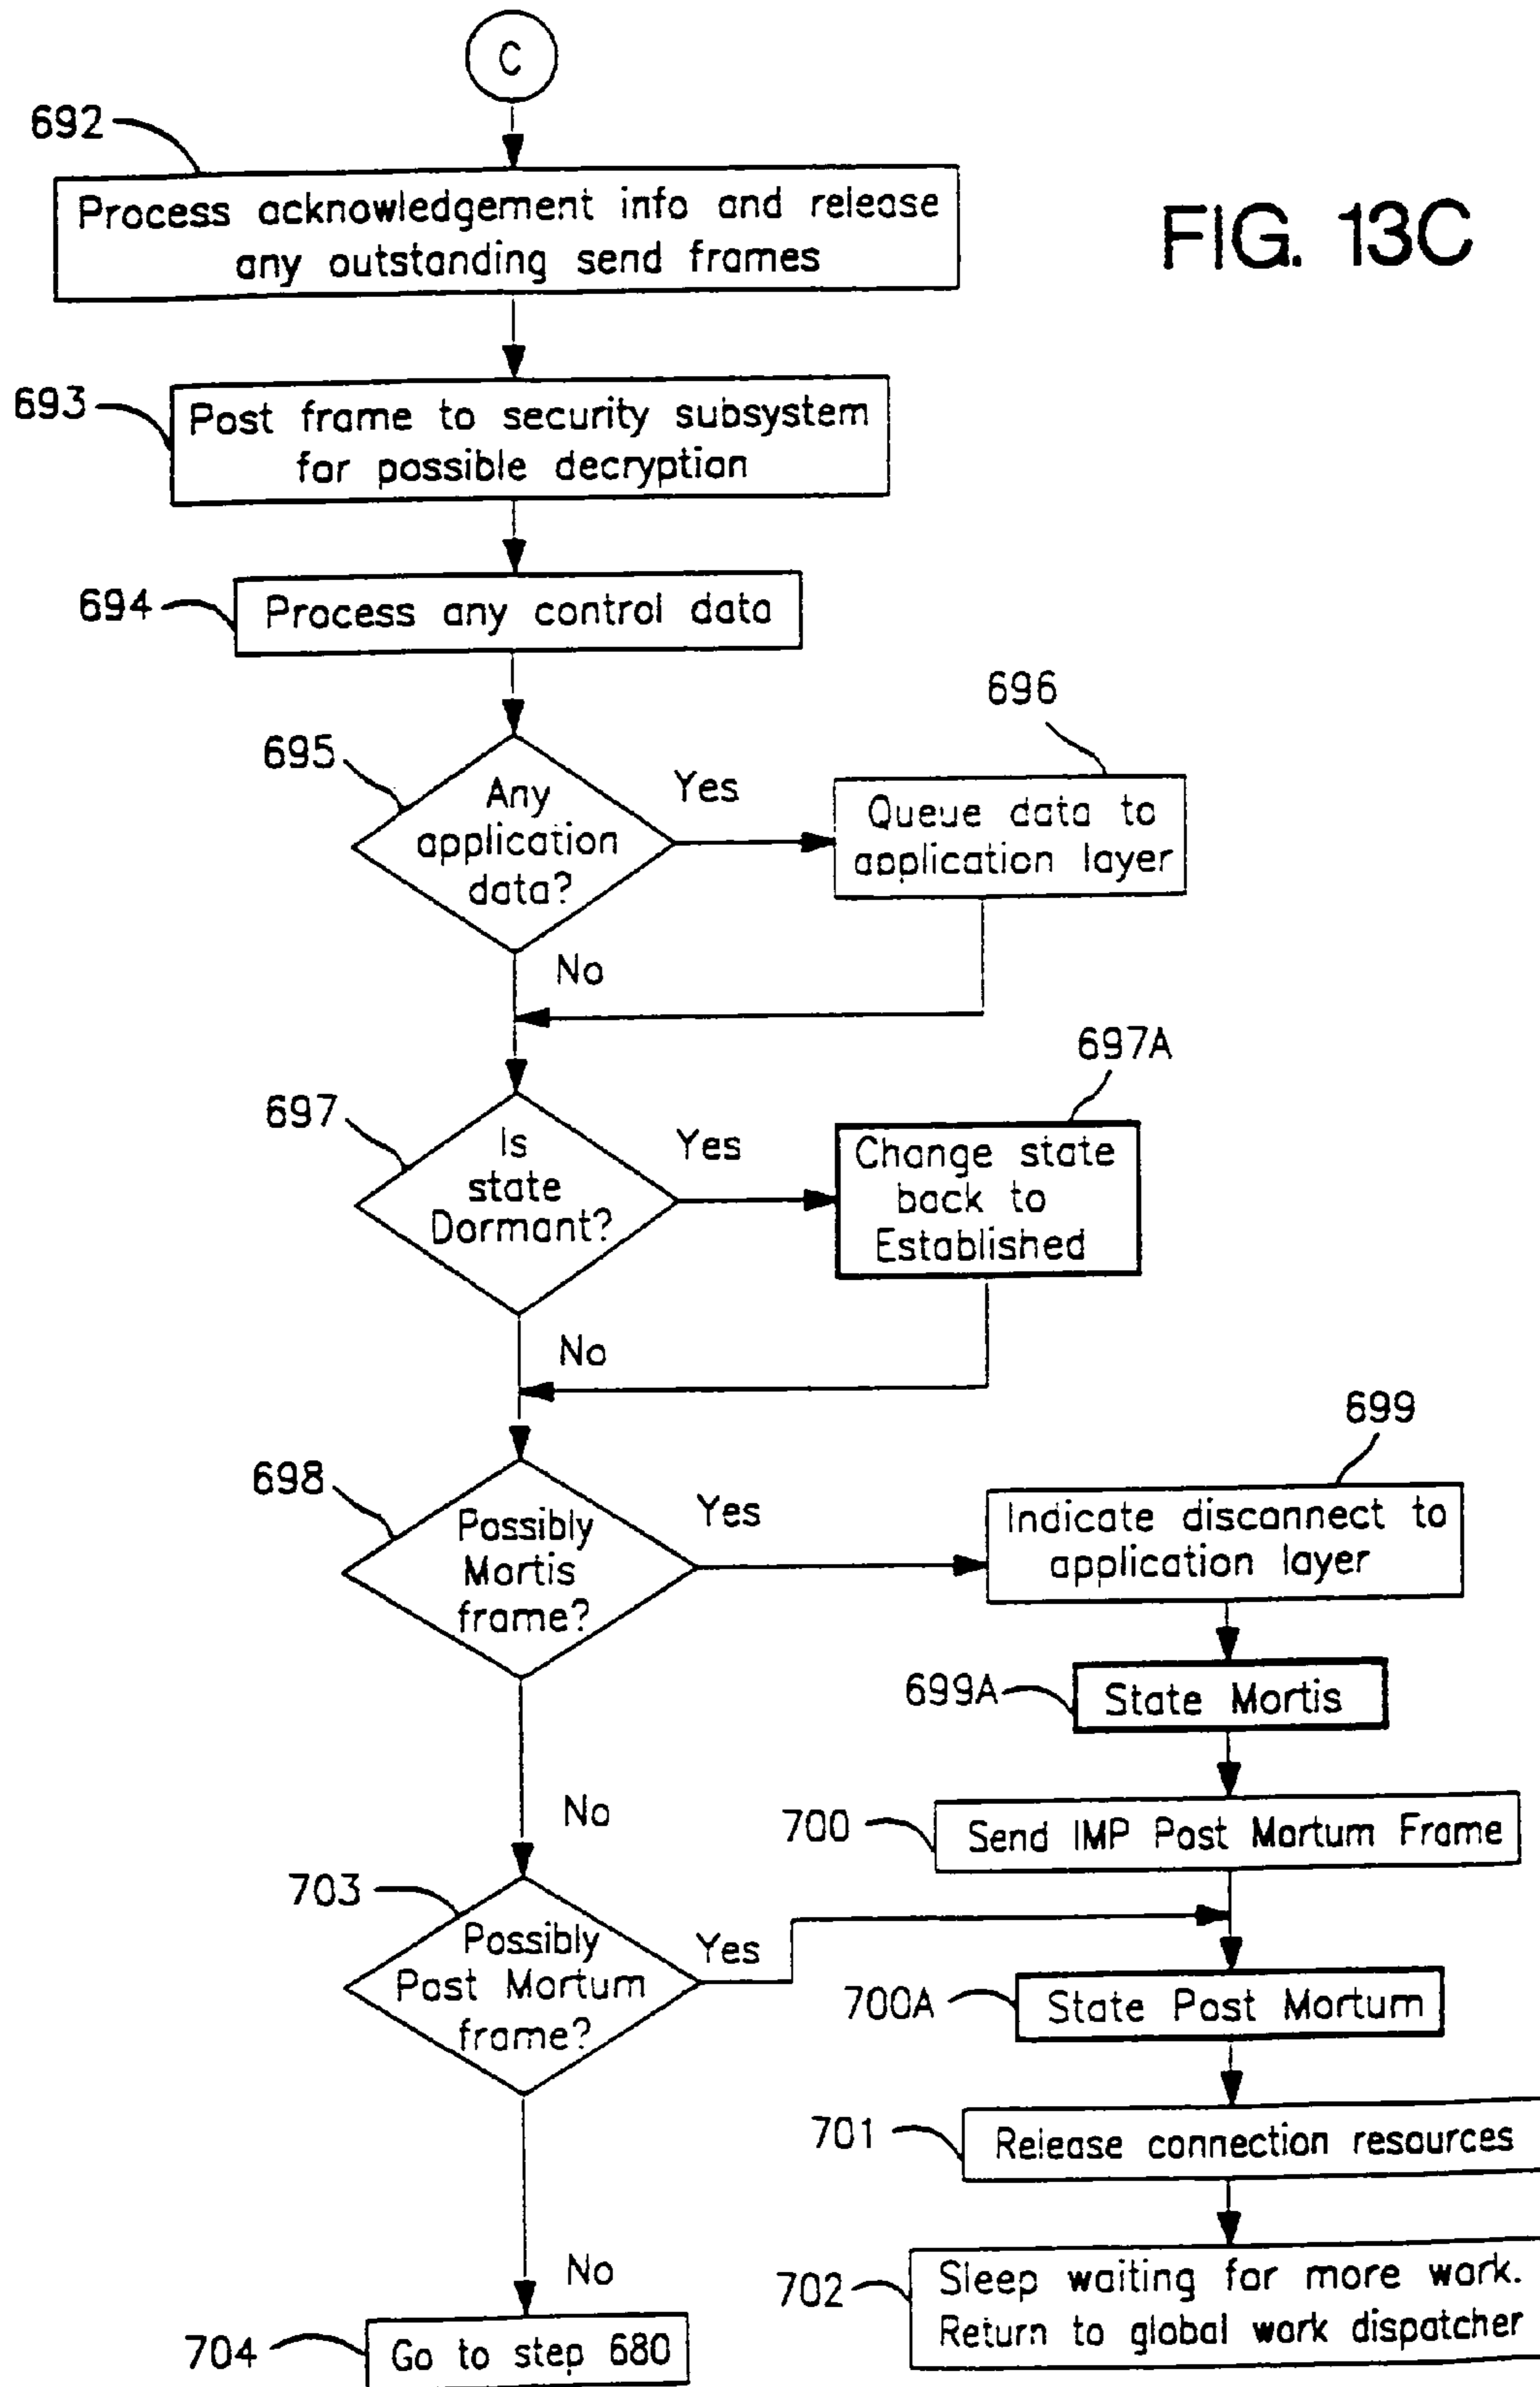 C
692
Process acknowledgement info and release
any outstanding send frames
FIG. 13C
693
Post frame to security subsystem
for possible decryption
694
Process any control data
695
Any
application
data?
Yes
696
Queue data to
application layer
No
697
Is
state
Dormant?
Yes
697A
Change state
back to
Established
No
698
Possibly
Mortis
frame?
Yes
699
Indicate disconnect to
application layer
699A
State Mortis
No
700
Send IMP Post Mortum Frame
703
Possibly
Post Mortum
frame?
Yes
700A
State Post Mortum
701
Release connection resources
No
702
Sleep waiting for more work.
Return to global work dispatcher
704
Go to step 680